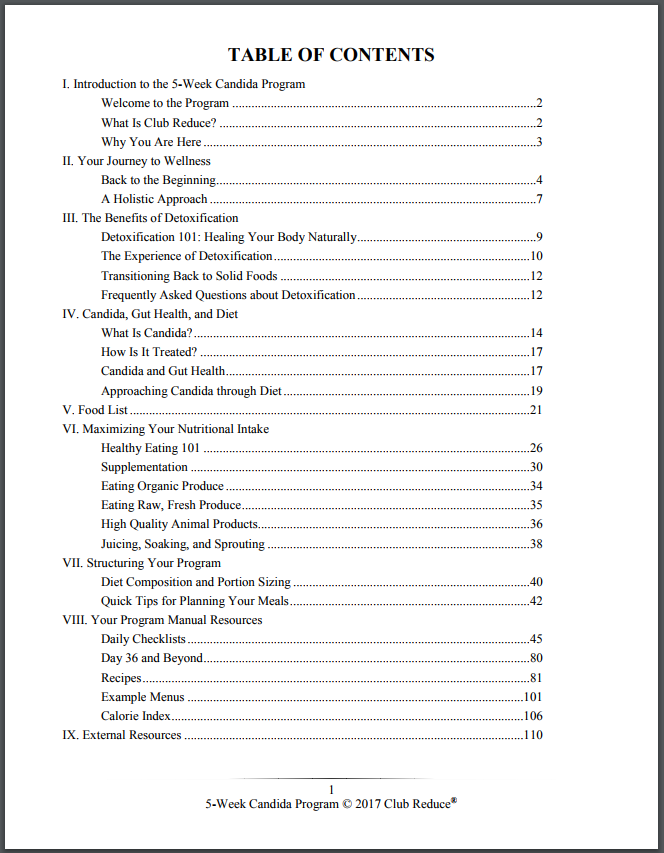 TABLE OF CONTENTS
I. Introduction to the 5-Week Candida Program
Welcome to the Program ....................................................................................................2
What Is Club Reduce? ....................................................................................................2
Why You Are Here ....................................................................................................3
II. Your Journey to Wellness
Back to the Beginning....................................................................................................4
A Holistic Approach ....................................................................................................7
III. The Benefits of Detoxification
Detoxification 101: Healing Your Body Naturally.......................................................9
The Experience of Detoxification................................................................................10
Transitioning Back to Solid Foods ..............................................................................12
Frequently Asked Questions about Detoxification ......................................................12
IV. Candida, Gut Health, and Diet
What Is Candida? .........................................................................................................14
How Is It Treated? .......................................................................................................17
Candida and Gut Health...............................................................................................17
Approaching Candida through Diet .............................................................................19
V. Food List ............................................................................................................................21
VI. Maximizing Your Nutritional Intake
Healthy Eating 101 ......................................................................................................26
Supplementation ..........................................................................................................30
Eating Organic Produce ...............................................................................................34
Eating Raw, Fresh Produce..........................................................................................35
High Quality Animal Products.....................................................................................36
Juicing, Soaking, and Sprouting ..................................................................................38
VII. Structuring Your Program
Diet Composition and Portion Sizing ..........................................................................40
Quick Tips for Planning Your Meals...........................................................................42
VIII. Your Program Manual Resources
Daily Checklists...........................................................................................................45
Day 36 and Beyond......................................................................................................80
Recipes.........................................................................................................................81
Example Menus .........................................................................................................101
Calorie Index..............................................................................................................106
IX. External Resources ..........................................................................................................110
1
5-Week Candida Program © 2017 Club Reduce®